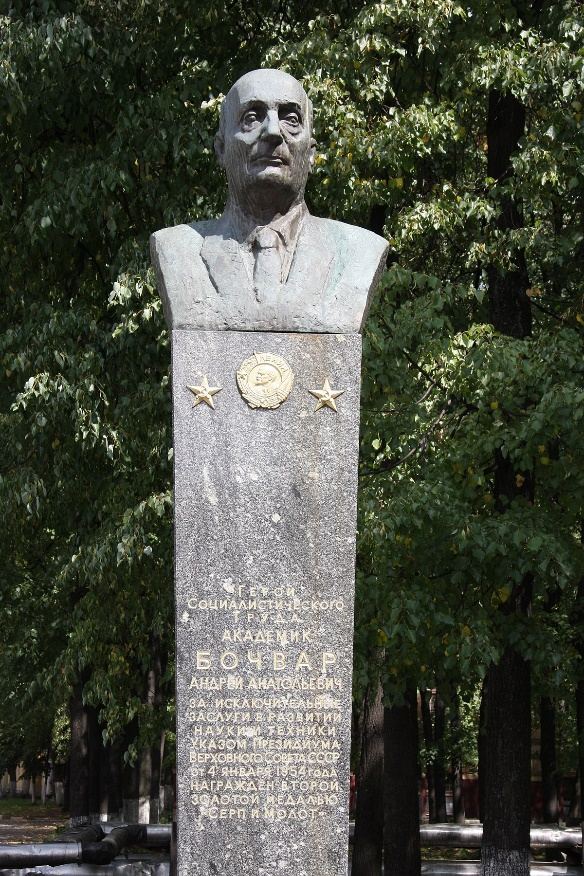 Герой
Социалистического
Труда
академик
БОЧВАР
Андрей Анатольевич
за исключительные
заслуги в развитии
науки и техники
Указом Президиума
Верховного Совета СССР
от 4 января 1954 года
награжден второй
золотой медалью
"Серп и Молот"